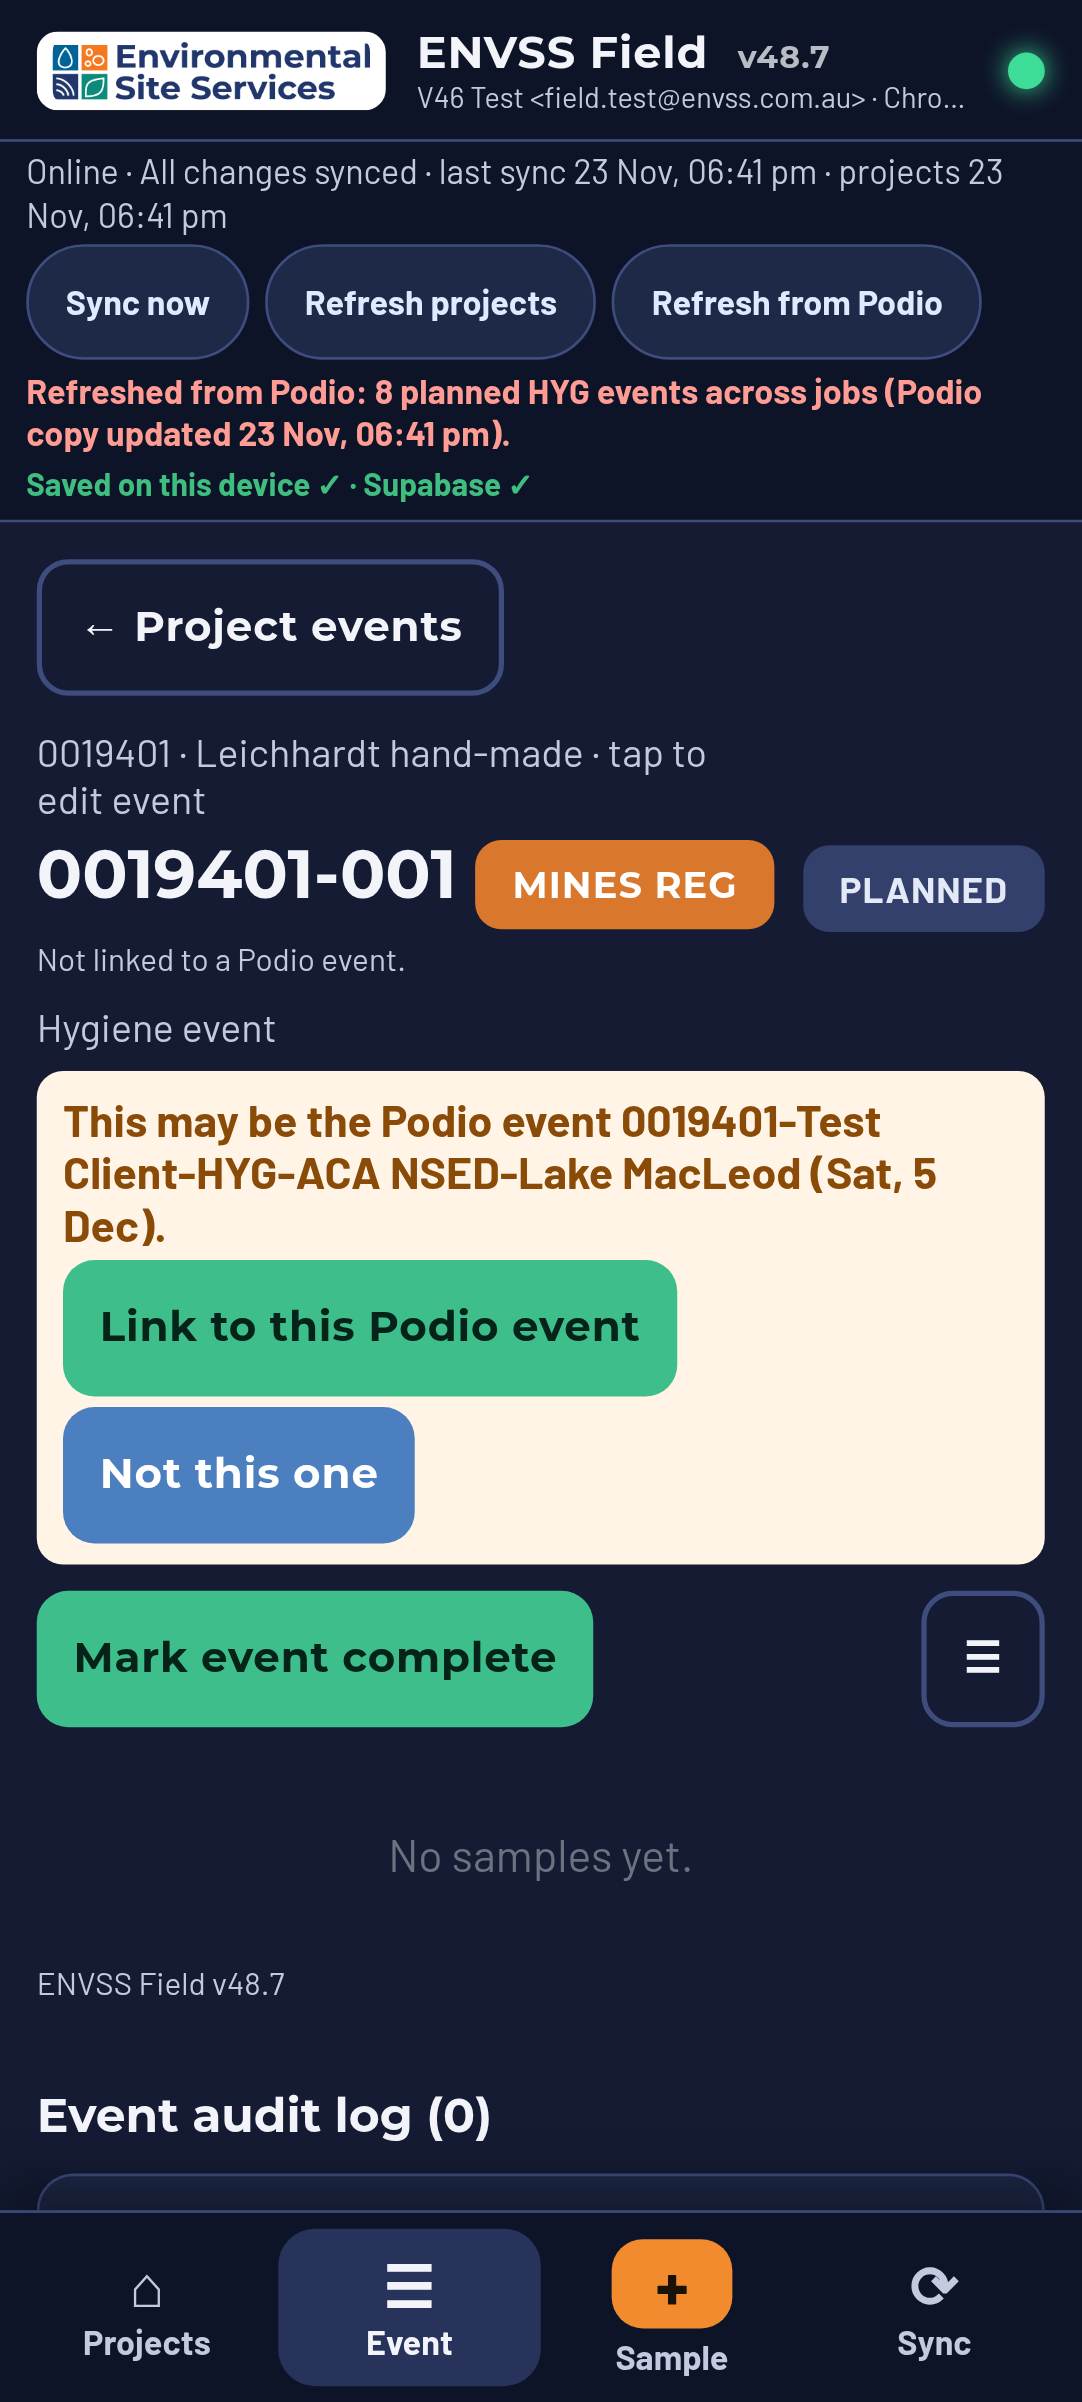 Environmental
Site Services
ENVSS Field v48.7
V46 Test <field.test@envss.com.au> · Chro...
Online · All changes synced · last sync 23 Nov, 06:41 pm · projects 23
Nov, 06:41 pm
Sync now
Refresh projects
Refresh from Podio
Refreshed from Podio: 8 planned HYG events across jobs (Podio
copy updated 23 Nov, 06:41 pm).
Saved on this device ✓ · Supabase ✓
← Project events
0019401 · Leichhardt hand-made · tap to
edit event
0019401-001
MINES REG
PLANNED
Not linked to a Podio event.
Hygiene event
This may be the Podio event 0019401-Test
Client-HYG-ACA NSED-Lake MacLeod (Sat, 5
Dec).
Link to this Podio event
Not this one
Mark event complete
No samples yet.
ENVSS Field v48.7
Event audit log (0)
Projects
Event
Sample
Sync